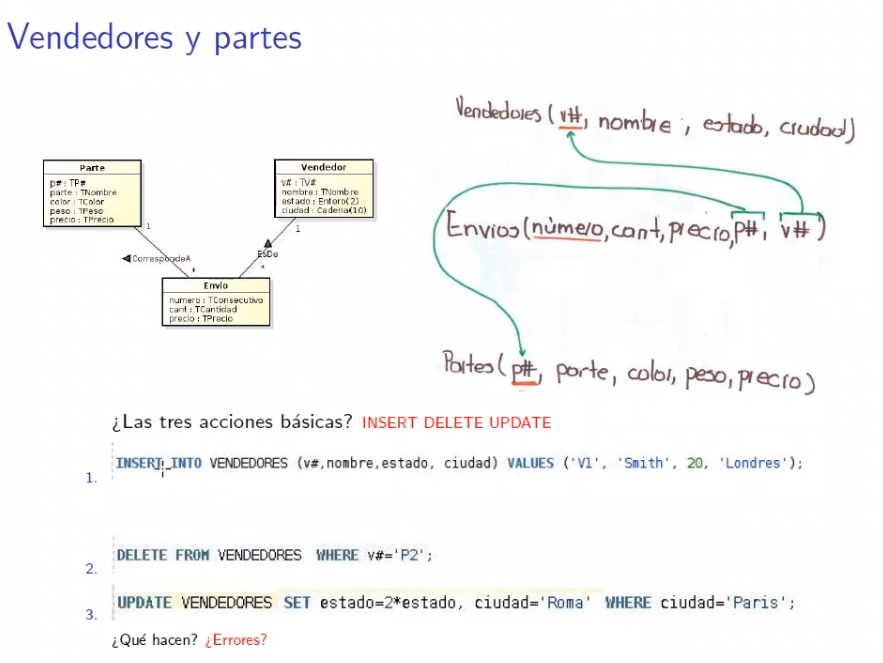 Vendedores y partes
Vendedores (v#, nombre, estado, ciudad)
Parte
p# : TP#
parte : TNombre
color : TColor
peso : TPeso
precio : TPrecio
Vendedor
v# : TV#
nombre : TNombre
estado : Entero(2)
ciudad : Cadena(10)
1
1
Envios(número, cant, precio, p#, v#)
CorrespondeA
EsDe
*
*
Envio
numero : TConsecutivo
cant : TCantidad
precio : TPrecio
Partes(p#, parte, color, peso, precio)
¿Las tres acciones básicas? INSERT DELETE UPDATE
1. INSERT INTO VENDEDORES (v#,nombre,estado, ciudad) VALUES ('V1', 'Smith', 20, 'Londres');
2. DELETE FROM VENDEDORES WHERE v#='P2';
3. UPDATE VENDEDORES SET estado=2*estado, ciudad='Roma' WHERE ciudad='Paris';
¿Qué hacen? ¿Errores?